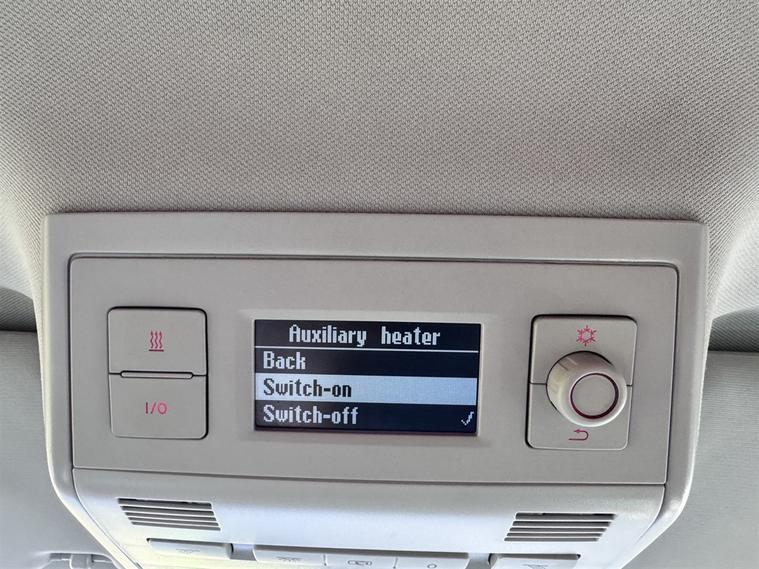 Auxiliary heater
Back
Switch-on
Switch-off
I/O